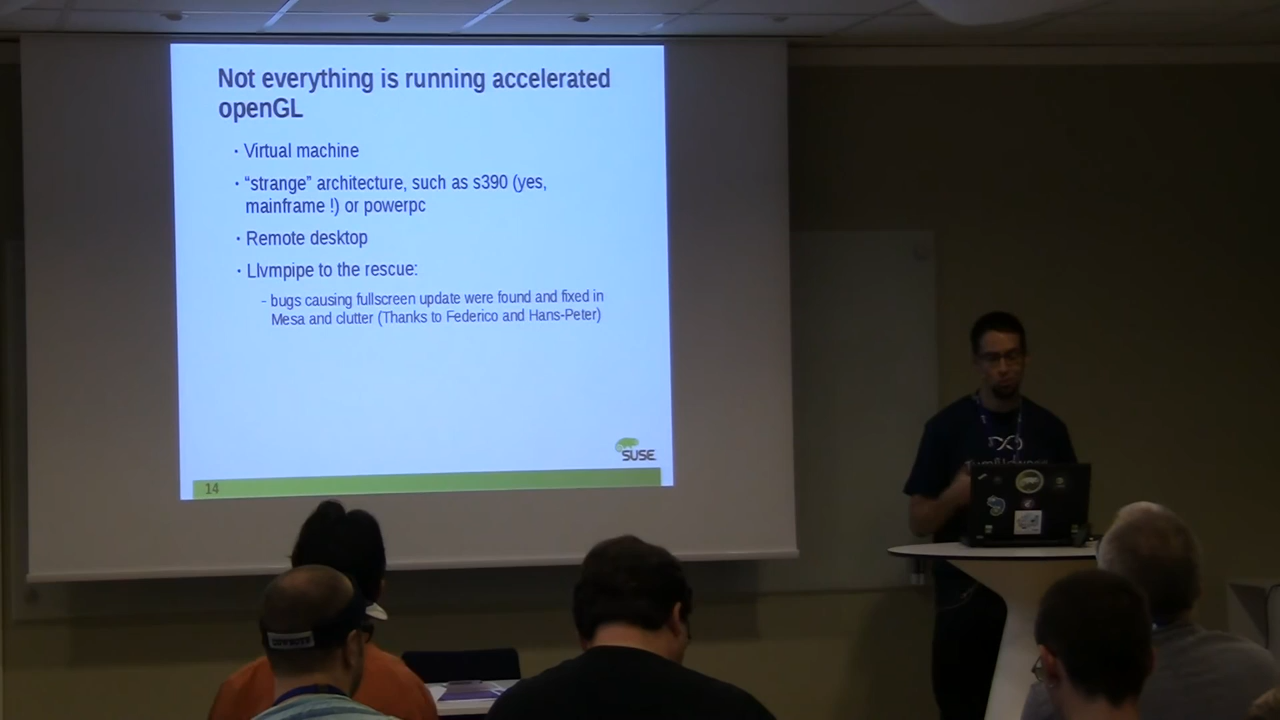 Not everything is running accelerated
openGL
· Virtual machine
· “strange” architecture, such as s390 (yes,
mainframe !) or powerpc
· Remote desktop
· Llvmpipe to the rescue:
– bugs causing fullscreen update were found and fixed in
Mesa and clutter (Thanks to Federico and Hans-Peter)
SUSE
14